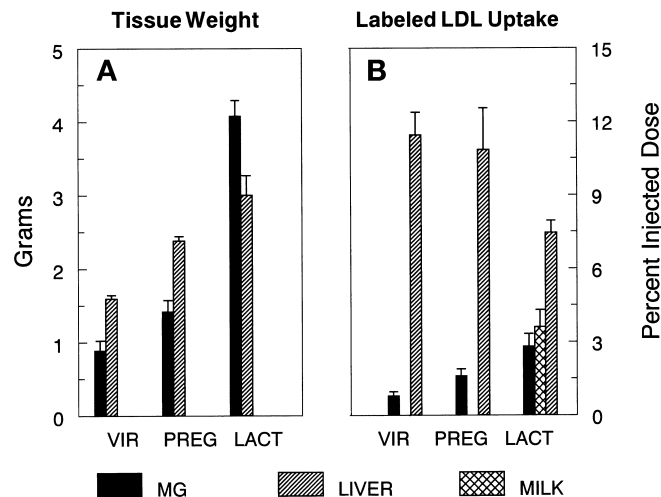 Tissue Weight
Labeled LDL Uptake
A
B
5
4
3
2
1
0
Grams
15
12
9
6
3
0
Percent Injected Dose
VIR PREG LACT
VIR PREG LACT
MG LIVER MILK